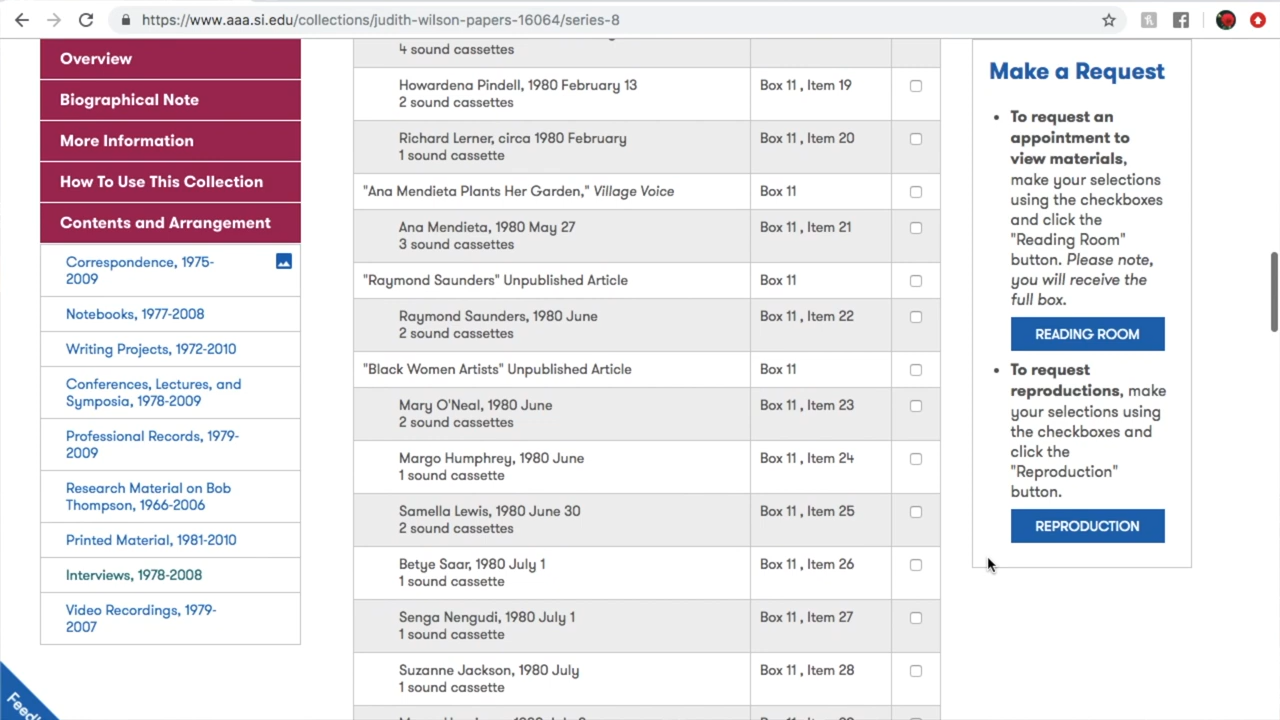 https://www.aaa.si.edu/collections/judith-wilson-papers-16064/series-8
Overview
Biographical Note
More Information
How To Use This Collection
Contents and Arrangement
Correspondence, 1975-
2009
Notebooks, 1977-2008
Writing Projects, 1972-2010
Conferences, Lectures, and
Symposia, 1978-2009
Professional Records, 1979-
2009
Research Material on Bob
Thompson, 1966-2006
Printed Material, 1981-2010
Interviews, 1978-2008
Video Recordings, 1979-
2007
4 sound cassettes
Howardena Pindell, 1980 February 13 Box 11 , Item 19
2 sound cassettes
Richard Lerner, circa 1980 February Box 11 , Item 20
1 sound cassette
"Ana Mendieta Plants Her Garden," Village Voice Box 11
Ana Mendieta, 1980 May 27 Box 11 , Item 21
3 sound cassettes
"Raymond Saunders" Unpublished Article Box 11
Raymond Saunders, 1980 June Box 11 , Item 22
2 sound cassettes
"Black Women Artists" Unpublished Article Box 11
Mary O'Neal, 1980 June Box 11 , Item 23
2 sound cassettes
Margo Humphrey, 1980 June Box 11 , Item 24
1 sound cassette
Samella Lewis, 1980 June 30 Box 11 , Item 25
2 sound cassettes
Betye Saar, 1980 July 1 Box 11 , Item 26
1 sound cassette
Senga Nengudi, 1980 July 1 Box 11 , Item 27
1 sound cassette
Suzanne Jackson, 1980 July Box 11 , Item 28
1 sound cassette
Make a Request
• To request an
appointment to
view materials,
make your selections
using the checkboxes
and click the
"Reading Room"
button. Please note,
you will receive the
full box.
READING ROOM
• To request
reproductions, make
your selections using
the checkboxes and
click the
"Reproduction"
button.
REPRODUCTION